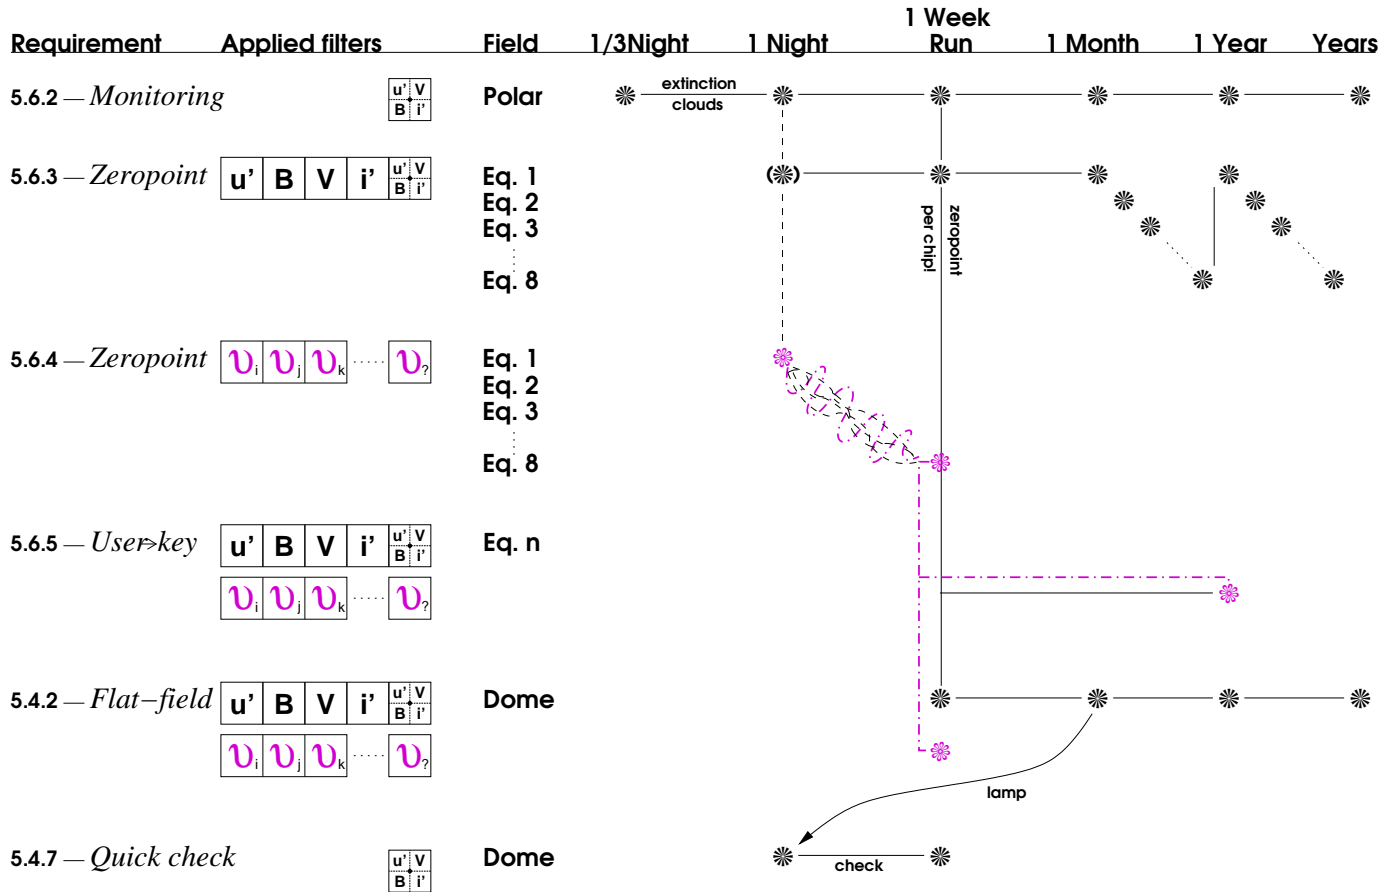 1 Week
Requirement Applied filters Field 1/3Night 1 Night Run 1 Month 1 Year Years
5.6.2 — Monitoring u' V Polar extinction
B i' clouds
5.6.3 — Zeropoint u' B V i' u' V Eq. 1 ( )
B i'
Eq. 2
Eq. 3
Eq. 8
zeropoint
per chip!
5.6.4 — Zeropoint υi υj υk ····· υ? Eq. 1
Eq. 2
Eq. 3
Eq. 8
5.6.5 — User>key u' B V i' u' V Eq. n
B i'
υi υj υk ····· υ?
5.4.2 — Flat–field u' B V i' u' V Dome
B i'
υi υj υk ····· υ?
lamp
5.4.7 — Quick check u' V Dome
B i'
check